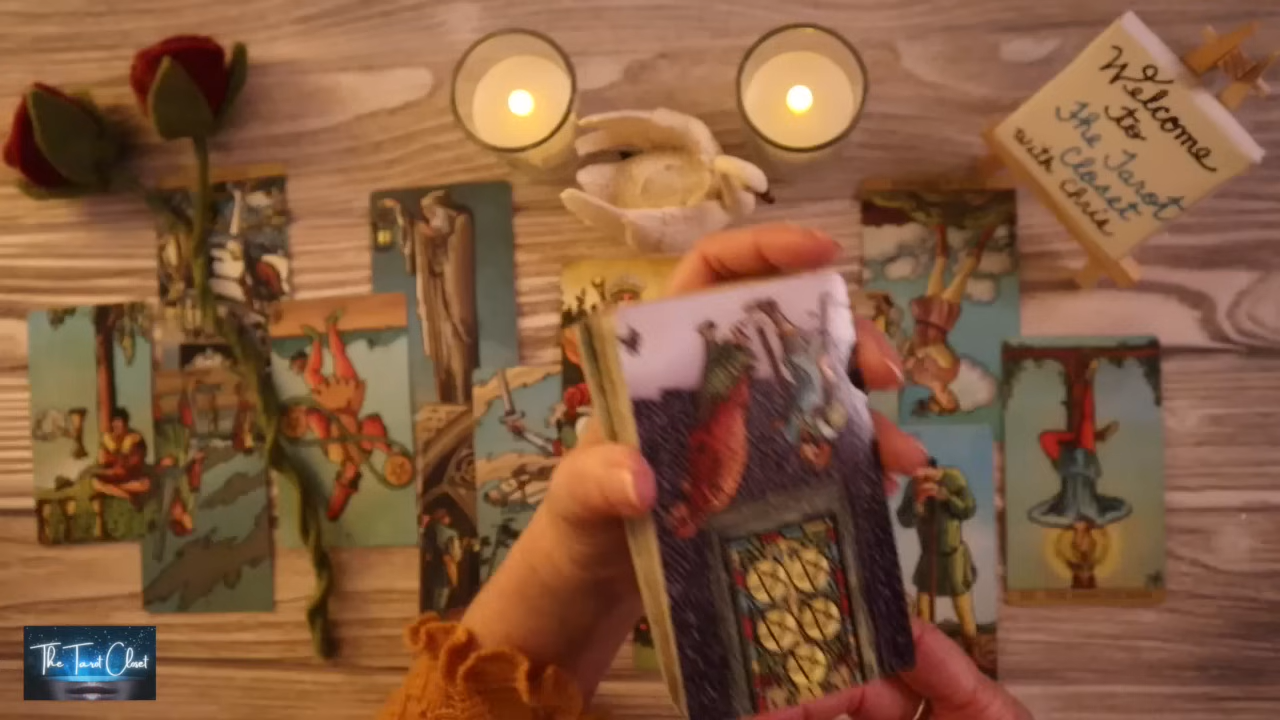 Welcome
to
The Tarot
Closet
with Chris
The Tarot Closet